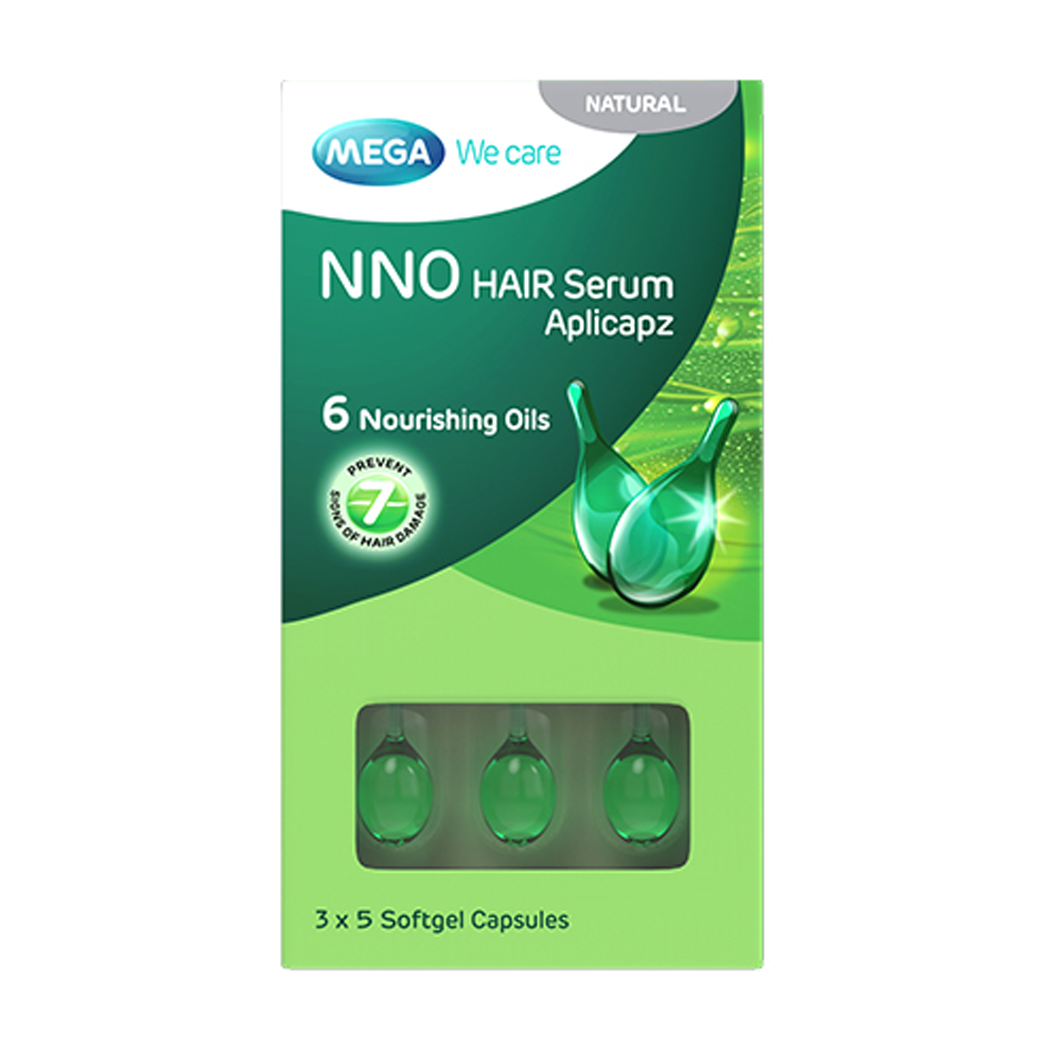 NATURAL
MEGA We care
NNO HAIR Serum
Aplicapz
6 Nourishing Oils
PREVENT
7
SIGNS OF HAIR DAMAGE
3 x 5 Softgel Capsules